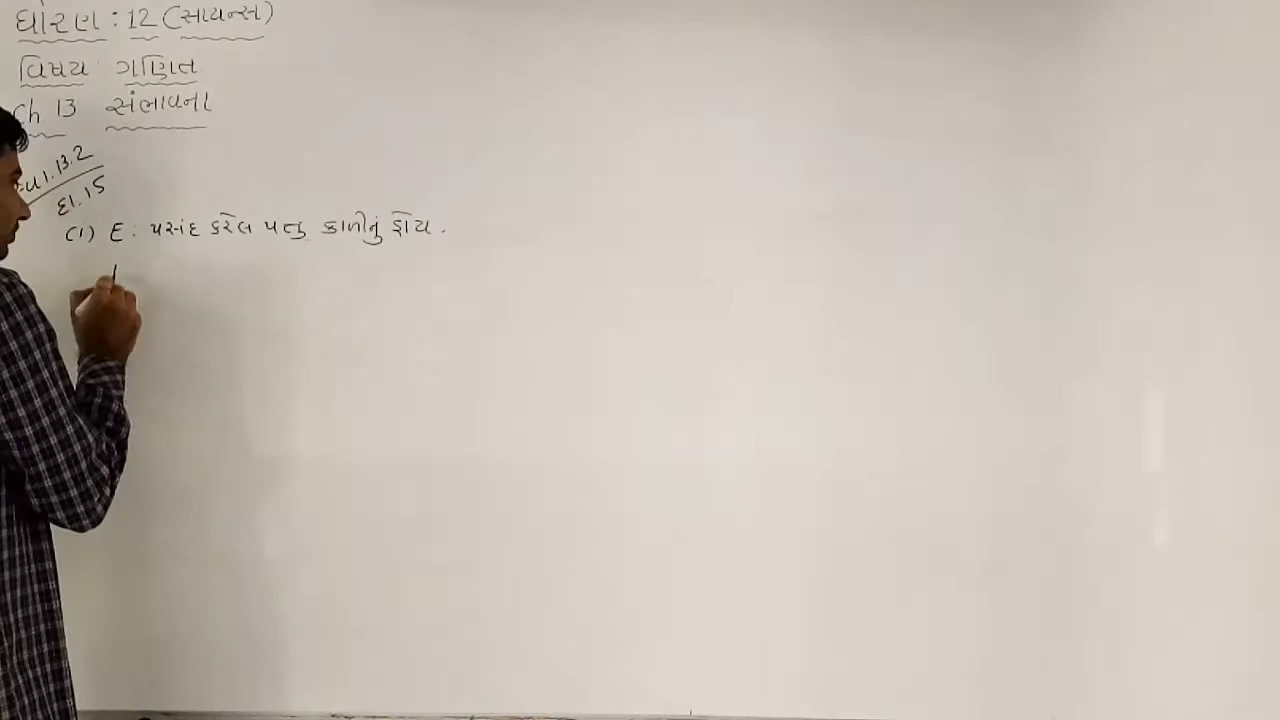 ધોરણ : 12 (સાયન્સ)
વિષય ગણિત
Ch 13 સંભાવના
સ્વા. 13.2
દા. 15
(i) E : પસંદ કરેલ પત્તુ કાળીનું હોય .